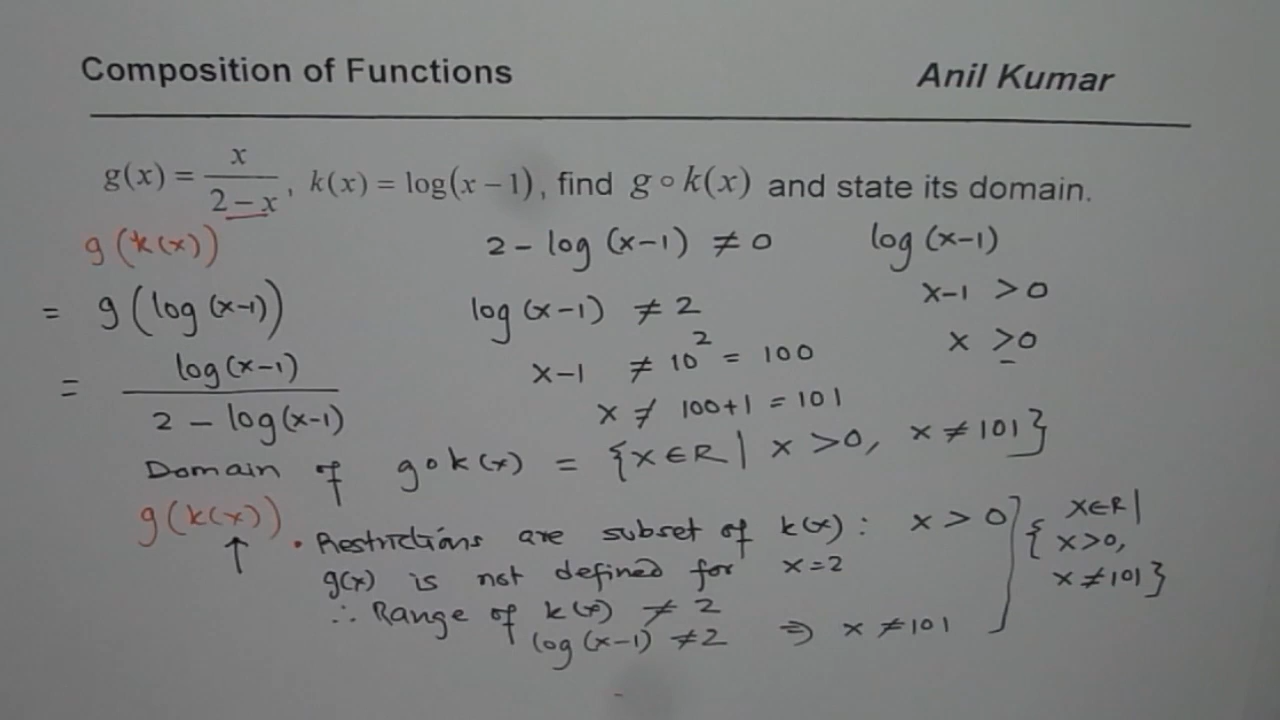 Composition of Functions Anil Kumar
g(x) = x / (2 − x), k(x) = log(x − 1), find g ∘ k(x) and state its domain.
g(k(x))
= g(log(x-1))
= log(x-1) / (2 - log(x-1))
2 - log(x-1) ≠ 0
log(x-1) ≠ 2
x-1 ≠ 10² = 100
x ≠ 100+1 = 101
log(x-1)
x-1 > 0
x > 0
Domain of g∘k(x) = {x∈R | x > 0, x ≠ 101}
g(k(x))
↑
• Restrictions are subset of k(x): x > 0
g(x) is not defined for x = 2
∴ Range of k(x) ≠ 2
log(x-1) ≠ 2 ⇒ x ≠ 101
{ x∈R |
x>0,
x ≠ 101 }